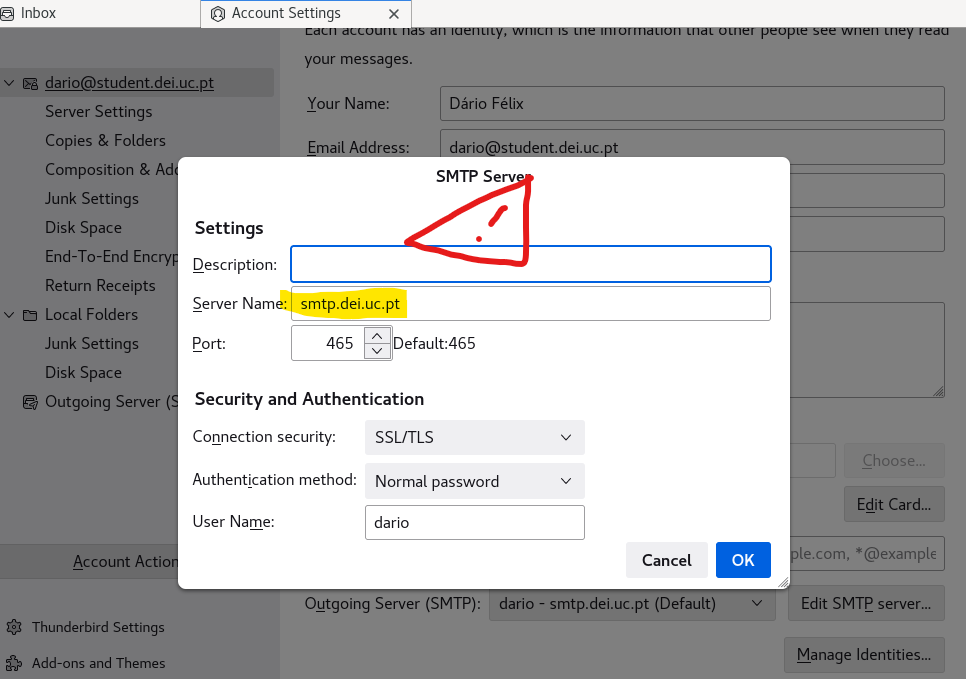 Inbox
Account Settings
Each account has an identity, which is the information that other people see when they read
your messages.
dario@student.dei.uc.pt
Server Settings
Copies & Folders
Composition & Add
Junk Settings
Disk Space
End-To-End Encryp
Return Receipts
Local Folders
Junk Settings
Disk Space
Outgoing Server (S
Account Action
Thunderbird Settings
Add-ons and Themes
Your Name:
Dário Félix
Email Address:
dario@student.dei.uc.pt
SMTP Server
!
Settings
Description:
Server Name:
smtp.dei.uc.pt
Port:
465
Default:465
Security and Authentication
Connection security:
SSL/TLS
Authentication method:
Normal password
User Name:
dario
Cancel
OK
Choose...
Edit Card...
ple.com, *@example
Outgoing Server (SMTP):
dario - smtp.dei.uc.pt (Default)
Edit SMTP server...
Manage Identities...